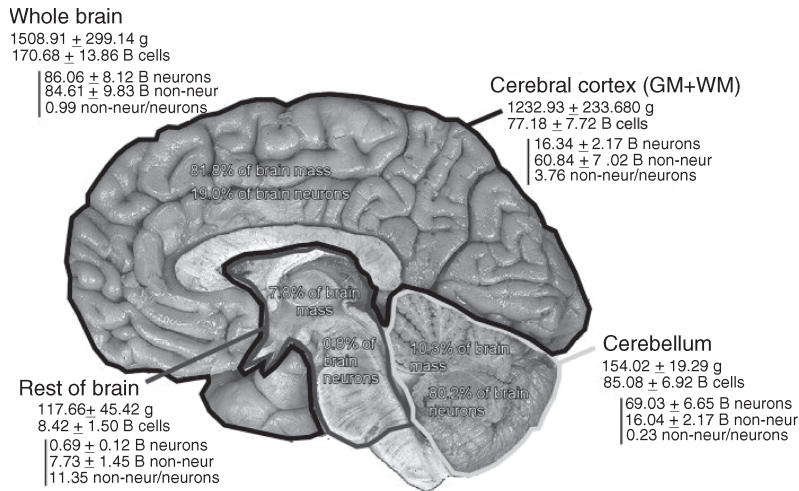 Whole brain
1508.91 ± 299.14 g
170.68 ± 13.86 B cells
86.06 ± 8.12 B neurons
84.61 ± 9.83 B non-neur
0.99 non-neur/neurons
Cerebral cortex (GM+WM)
1232.93 ± 233.680 g
77.18 ± 7.72 B cells
16.34 ± 2.17 B neurons
60.84 ± 7 .02 B non-neur
3.76 non-neur/neurons
81.8% of brain mass
19.0% of brain neurons
7.8% of brain
mass
0.8% of
brain
neurons
10.3% of brain
mass
80.2% of brain
neurons
Cerebellum
154.02 ± 19.29 g
85.08 ± 6.92 B cells
69.03 ± 6.65 B neurons
16.04 ± 2.17 B non-neur
0.23 non-neur/neurons
Rest of brain
117.66± 45.42 g
8.42 ± 1.50 B cells
0.69 ± 0.12 B neurons
7.73 ± 1.45 B non-neur
11.35 non-neur/neurons